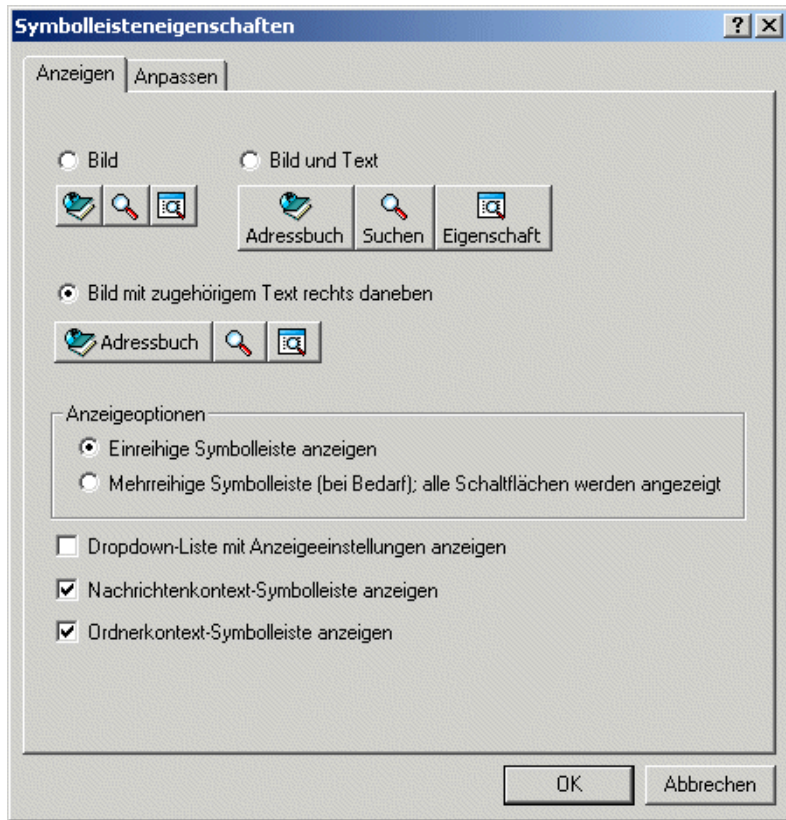 Symbolleisteneigenschaften
Anzeigen Anpassen
Bild Bild und Text
Adressbuch Suchen Eigenschaft
Bild mit zugehörigem Text rechts daneben
Adressbuch
Anzeigeoptionen
Einreihige Symbolleiste anzeigen
Mehrreihige Symbolleiste (bei Bedarf); alle Schaltflächen werden angezeigt
Dropdown-Liste mit Anzeigeeinstellungen anzeigen
Nachrichtenkontext-Symbolleiste anzeigen
Ordnerkontext-Symbolleiste anzeigen
OK Abbrechen